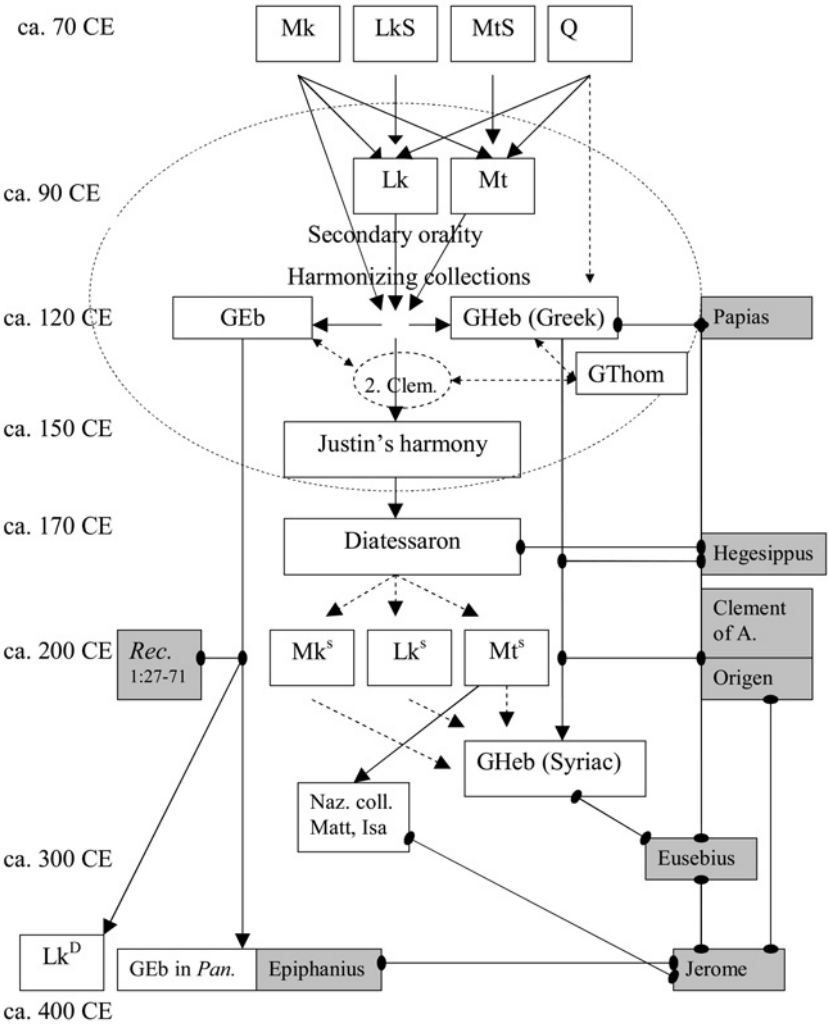 ca. 70 CE
Mk
LkS
MtS
Q
ca. 90 CE
Lk
Mt
Secondary orality
Harmonizing collections
ca. 120 CE
GEb
GHeb (Greek)
Papias
2. Clem.
GThom
ca. 150 CE
Justin's harmony
ca. 170 CE
Diatessaron
Hegesippus
Clement
of A.
ca. 200 CE
Rec.
1:27-71
Mkˢ
Lkˢ
Mtˢ
Origen
GHeb (Syriac)
Naz. coll.
Matt, Isa
ca. 300 CE
Eusebius
Lkᴰ
GEb in Pan.
Epiphanius
Jerome
ca. 400 CE